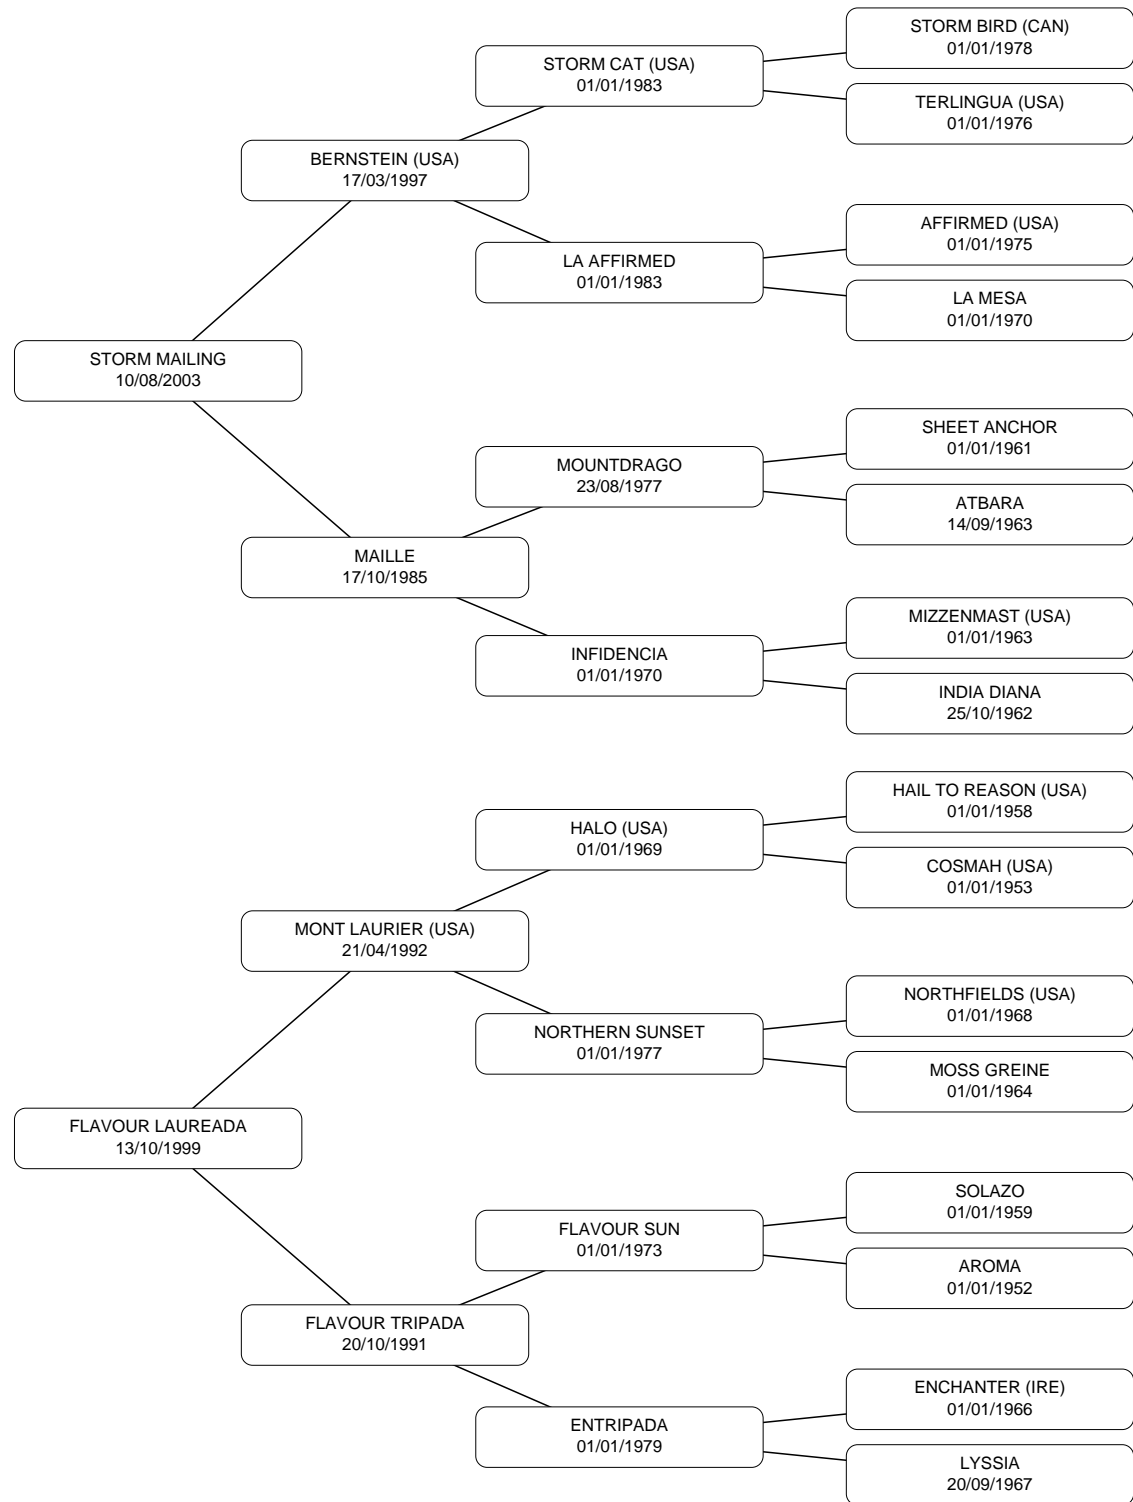 STORM BIRD (CAN)
01/01/1978
STORM CAT (USA)
01/01/1983
TERLINGUA (USA)
01/01/1976
BERNSTEIN (USA)
17/03/1997
AFFIRMED (USA)
01/01/1975
LA AFFIRMED
01/01/1983
LA MESA
01/01/1970
STORM MAILING
10/08/2003
SHEET ANCHOR
01/01/1961
MOUNTDRAGO
23/08/1977
ATBARA
14/09/1963
MAILLE
17/10/1985
MIZZENMAST (USA)
01/01/1963
INFIDENCIA
01/01/1970
INDIA DIANA
25/10/1962
HAIL TO REASON (USA)
01/01/1958
HALO (USA)
01/01/1969
COSMAH (USA)
01/01/1953
MONT LAURIER (USA)
21/04/1992
NORTHFIELDS (USA)
01/01/1968
NORTHERN SUNSET
01/01/1977
MOSS GREINE
01/01/1964
FLAVOUR LAUREADA
13/10/1999
SOLAZO
01/01/1959
FLAVOUR SUN
01/01/1973
AROMA
01/01/1952
FLAVOUR TRIPADA
20/10/1991
ENCHANTER (IRE)
01/01/1966
ENTRIPADA
01/01/1979
LYSSIA
20/09/1967